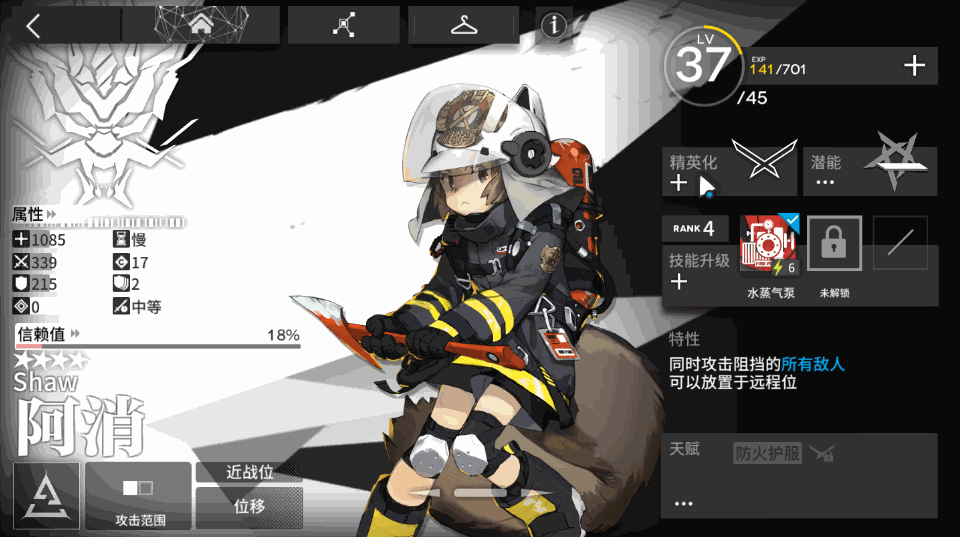 LV
37
/45
EXP
141/701
精英化
潜能
属性
1085
慢
339
17
215
2
0
中等
信赖值
18%
Shaw
阿消
近战位
位移
攻击范围
RANK 4
技能升级
6
水蒸气泵
未解锁
特性
同时攻击阻挡的所有敌人
可以放置于远程位
天赋
防火护服